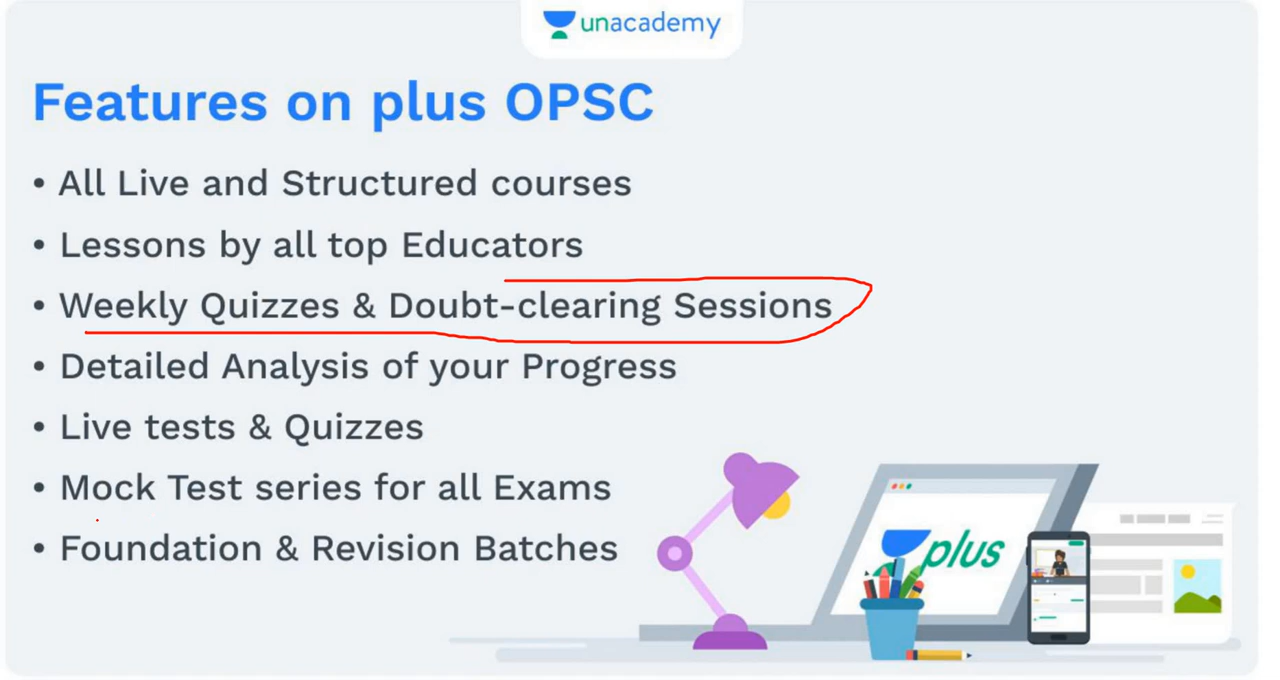 unacademy
Features on plus OPSC
• All Live and Structured courses
• Lessons by all top Educators
• Weekly Quizzes & Doubt-clearing Sessions
• Detailed Analysis of your Progress
• Live tests & Quizzes
• Mock Test series for all Exams
• Foundation & Revision Batches
plus